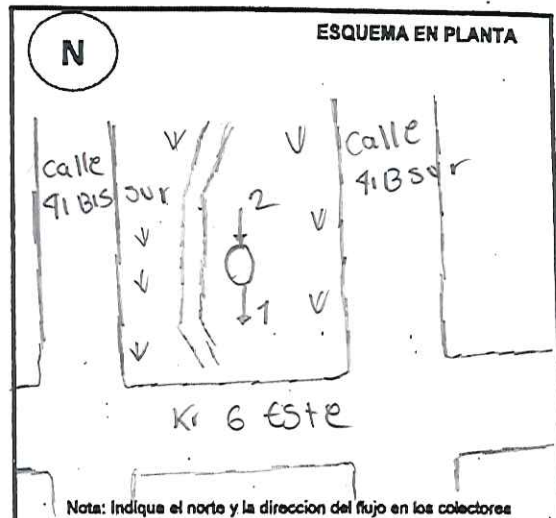 N
ESQUEMA EN PLANTA
Calle
41 BIS SUR
Calle
41 B SUR
2
1
Kr 6 ESTE
Nota: Indique el norte y la direccion del flujo en los colectores